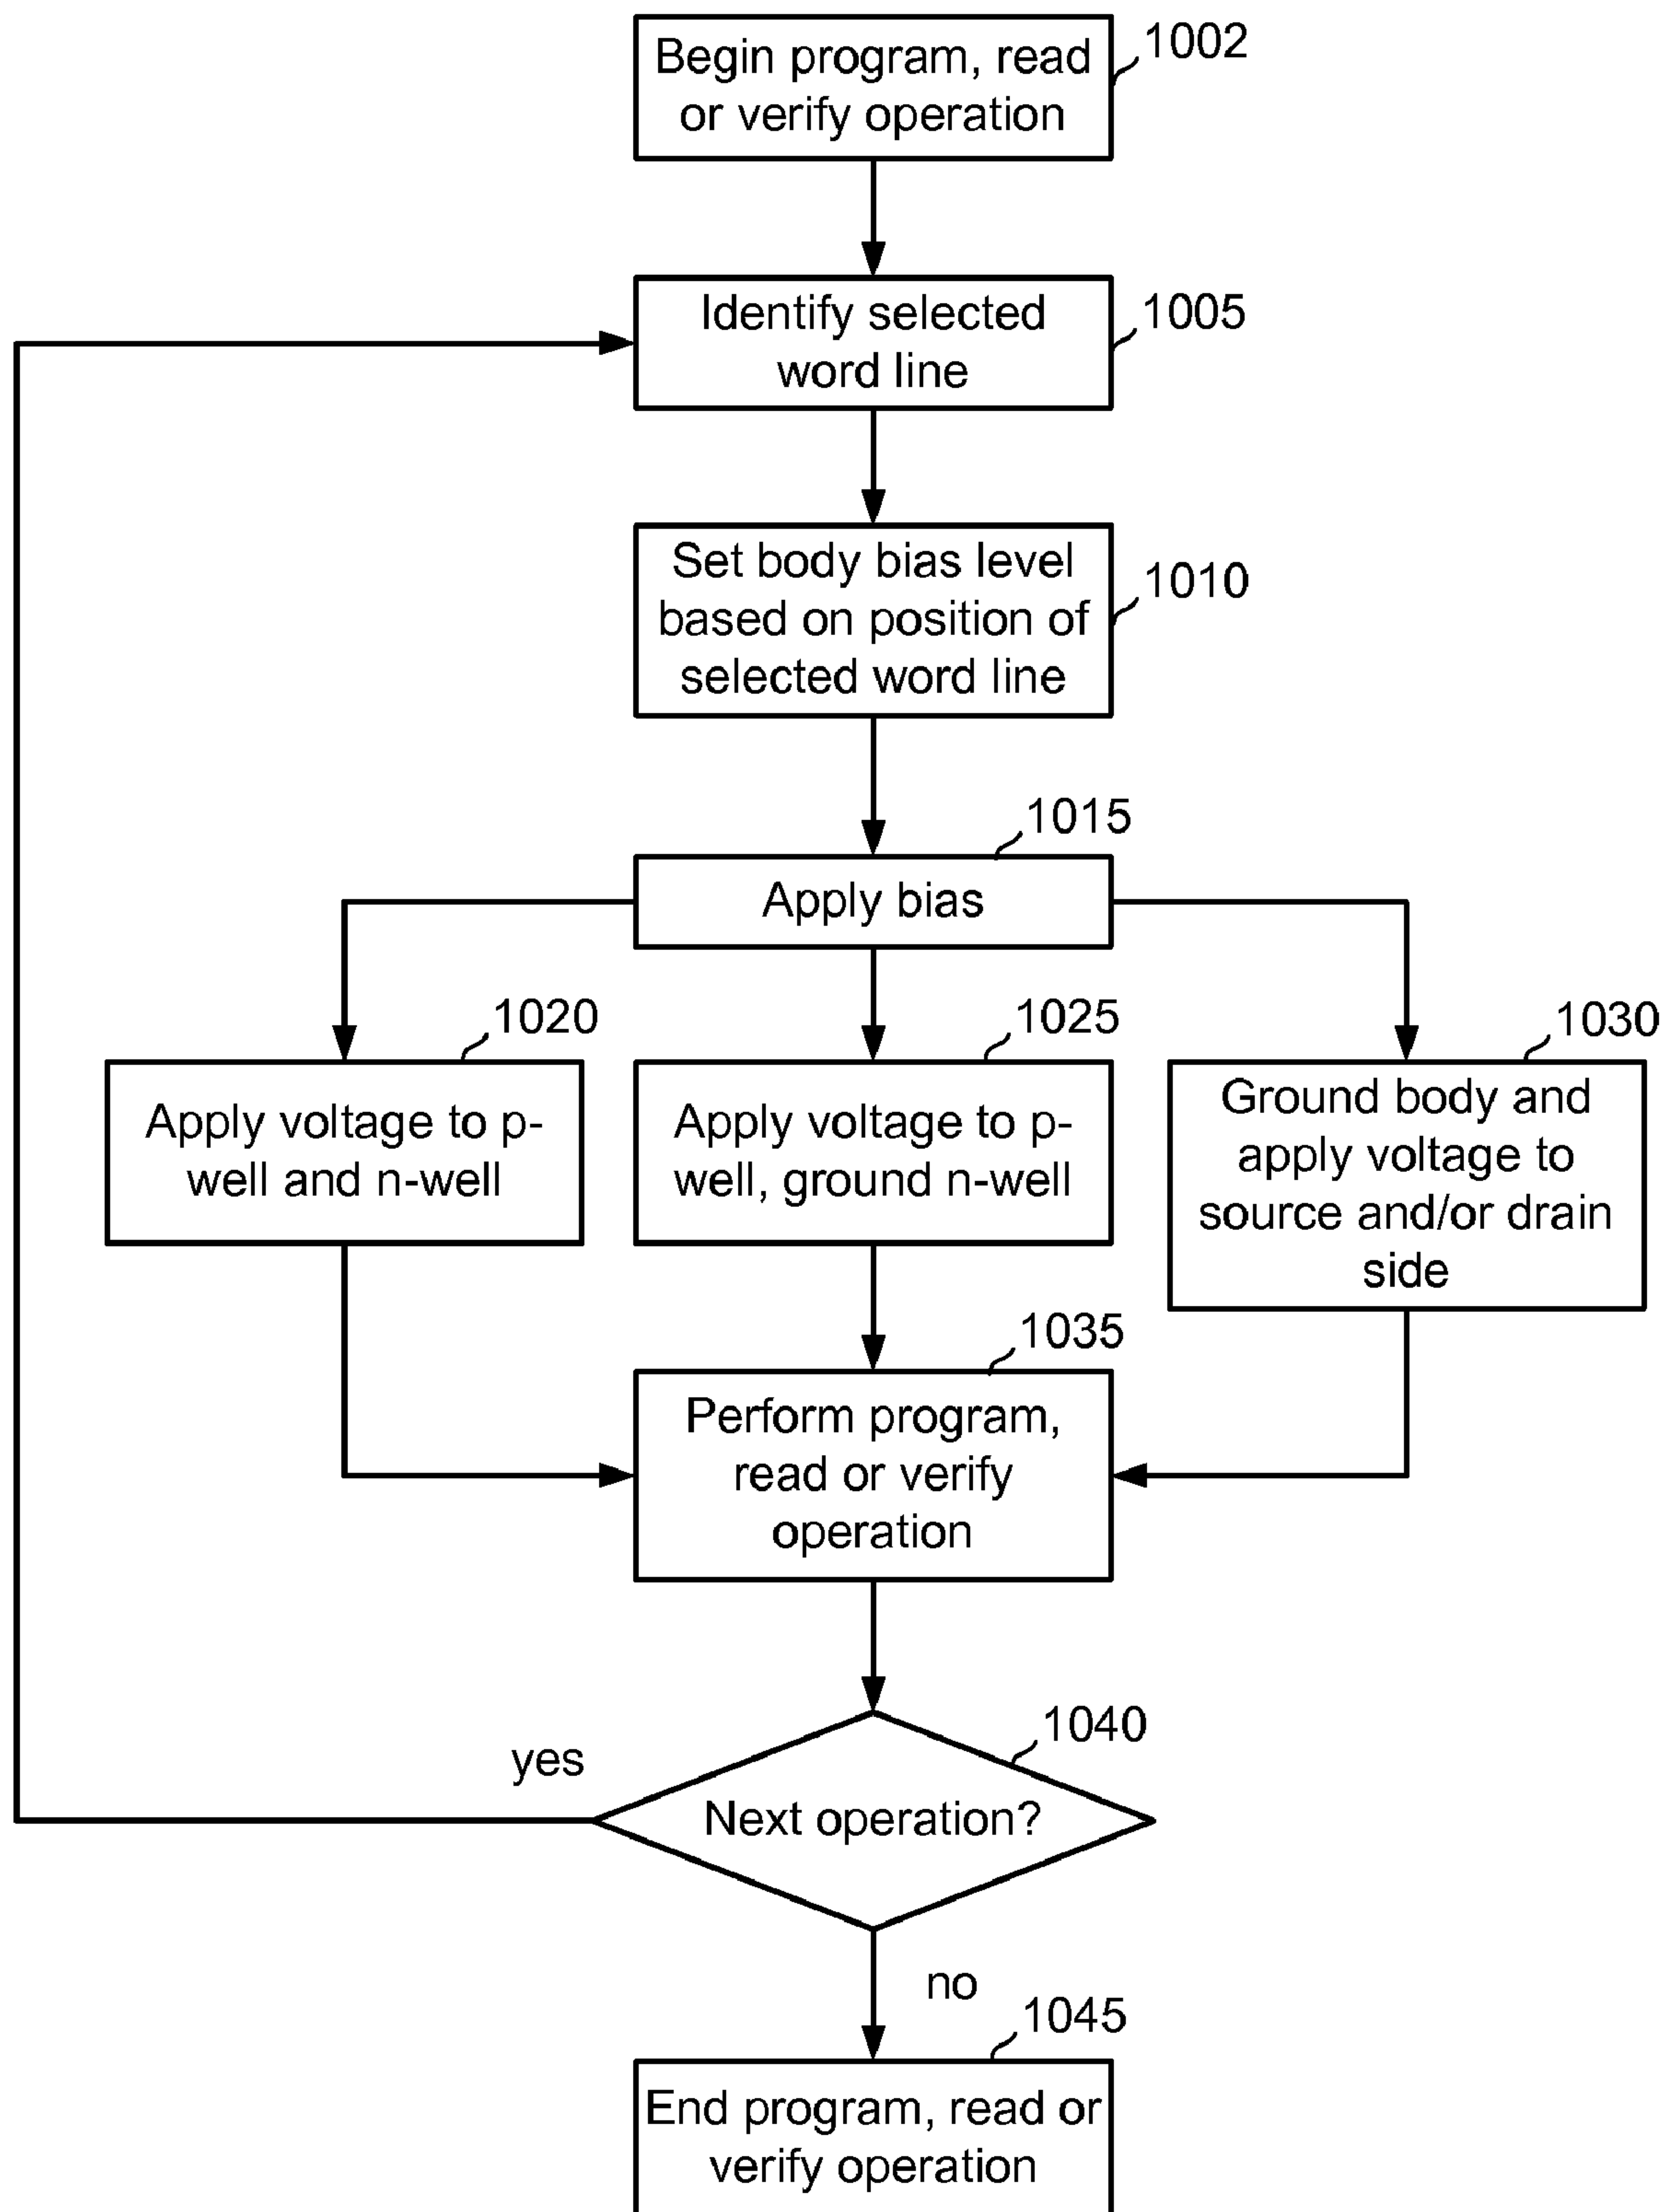 Begin program, read
or verify operation
1002
Identify selected
word line
1005
Set body bias level
based on position of
selected word line
1010
1015
Apply bias
1020
Apply voltage to p-
well and n-well
1025
Apply voltage to p-
well, ground n-well
1030
Ground body and
apply voltage to
source and/or drain
side
1035
Perform program,
read or verify
operation
1040
yes
Next operation?
no
1045
End program, read or
verify operation